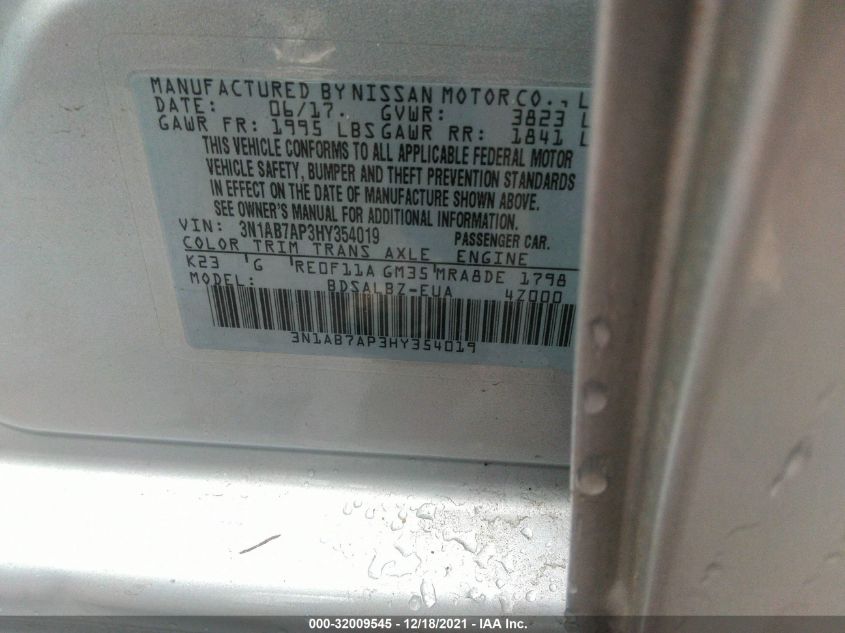 MANUFACTURED BY NISSAN MOTOR CO., L
DATE: 06/17 GVWR: 3823 L
GAWR FR: 1995 LBS GAWR RR: 1841 L
THIS VEHICLE CONFORMS TO ALL APPLICABLE FEDERAL MOTOR
VEHICLE SAFETY, BUMPER AND THEFT PREVENTION STANDARDS
IN EFFECT ON THE DATE OF MANUFACTURE SHOWN ABOVE.
SEE OWNER'S MANUAL FOR ADDITIONAL INFORMATION.
VIN: 3N1AB7AP3HY354019 PASSENGER CAR.
COLOR TRIM TRANS AXLE ENGINE
K23 G RE0F11A GM35 MRA8DE 1798
MODEL: BDSALBZ-EUA 4Z000
3N1AB7AP3HY354019
000-32009545 - 12/18/2021 - IAA Inc.